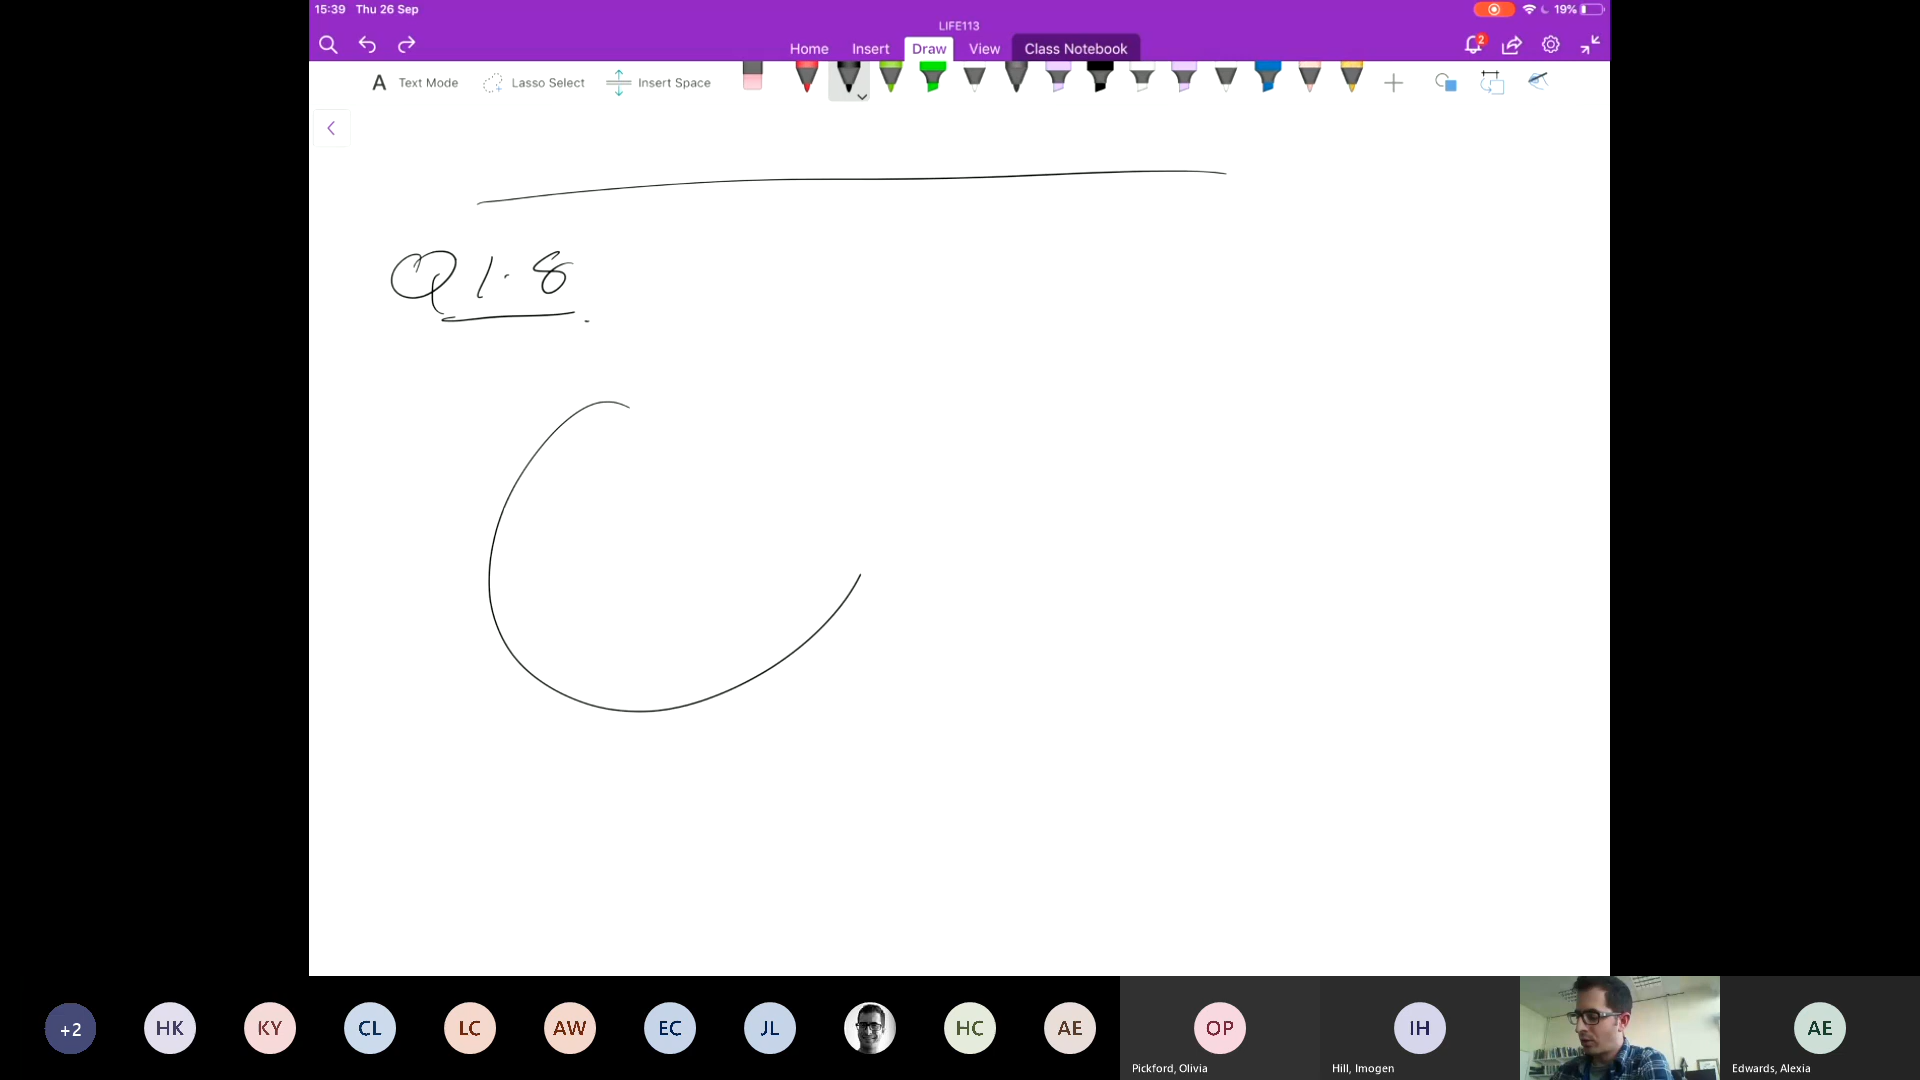 15:39 Thu 26 Sep 19%
LIFE113
Home Insert Draw View Class Notebook 2
A Text Mode Lasso Select Insert Space
Q1.8
+2 HK KY CL LC AW EC JL HC AE OP IH AE
Pickford, Olivia Hill, Imogen Edwards, Alexia